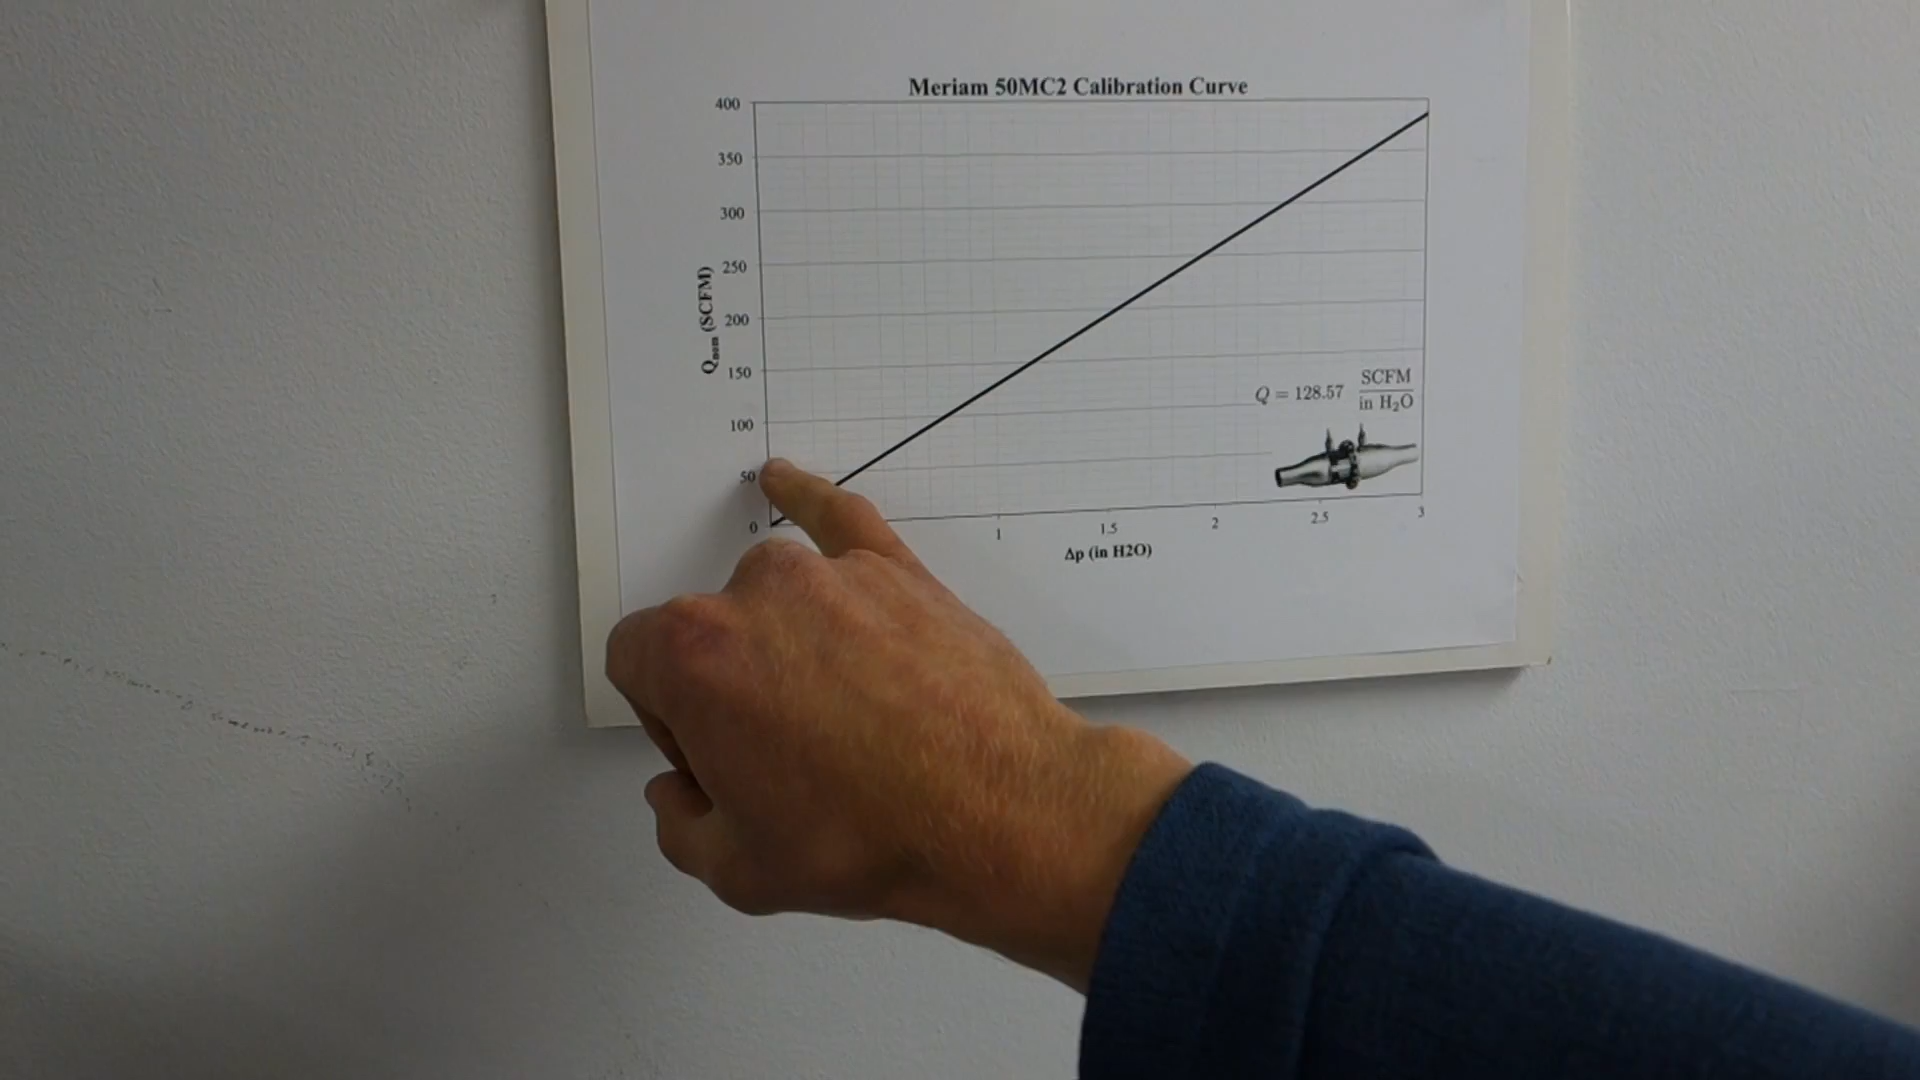 Meriam 50MC2 Calibration Curve
400
350
300
250
200
150
100
50
0
Qnom (SCFM)
1
1.5
2
2.5
3
Δp (in H2O)
Q = 128.57 SCFM
in H₂O